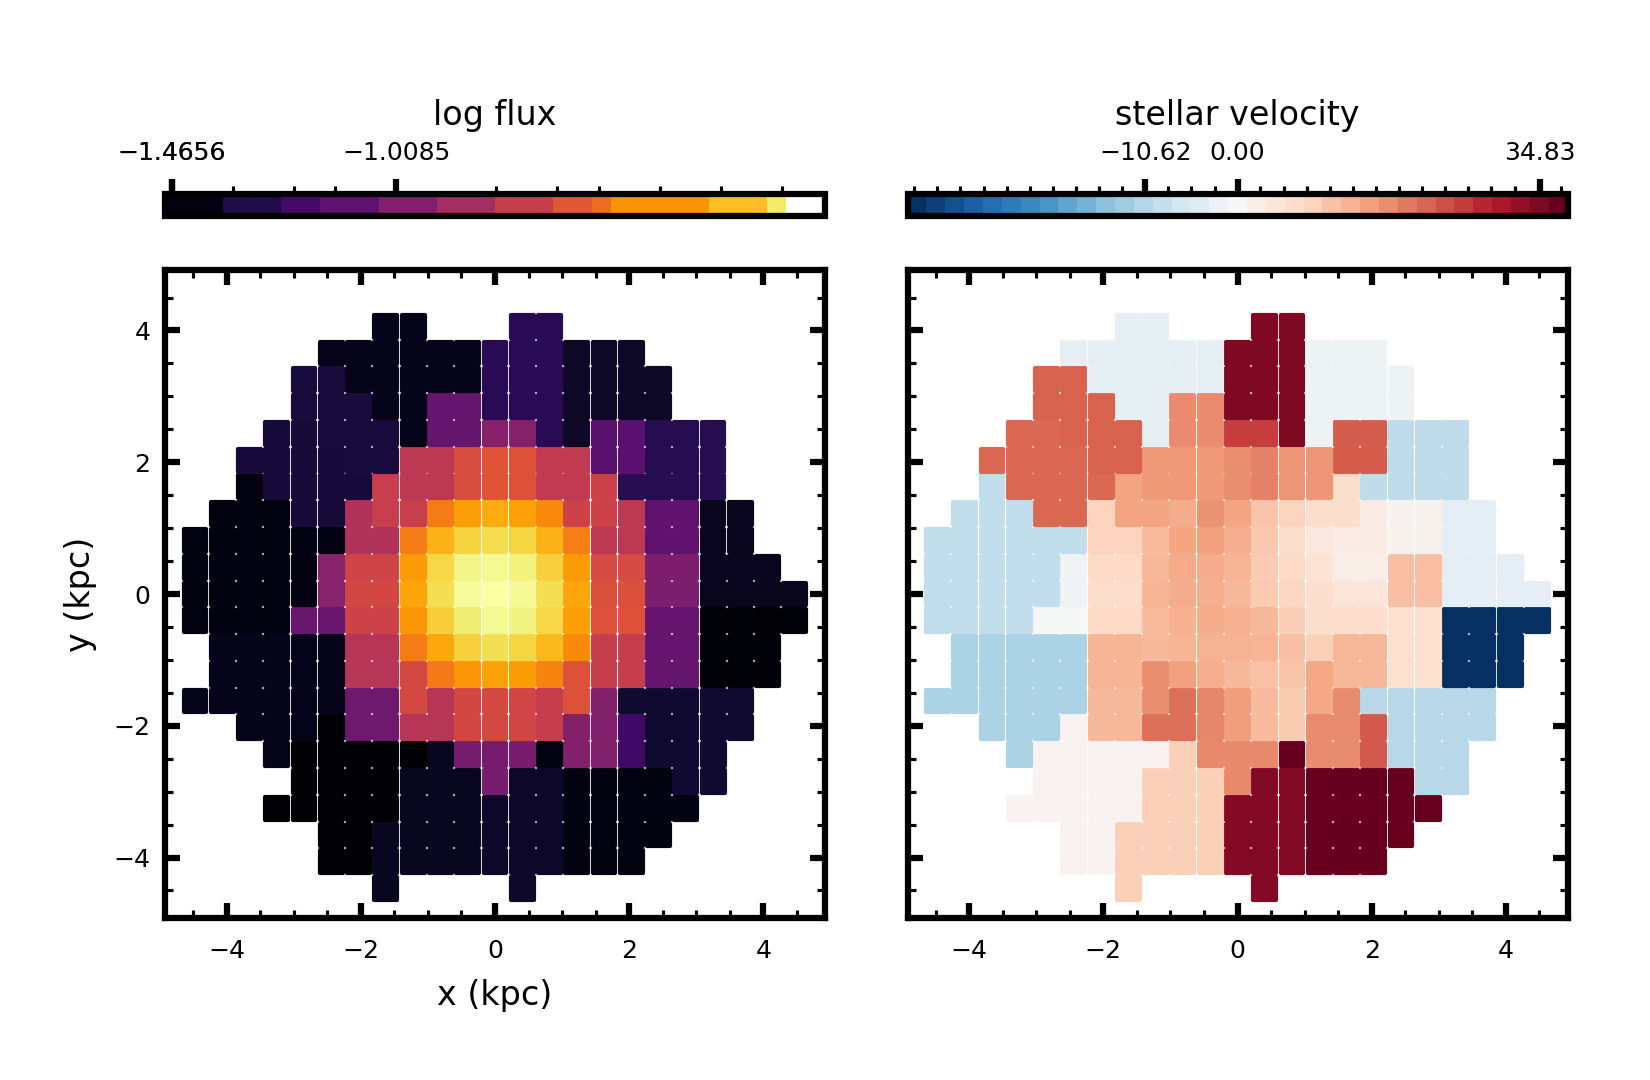 log flux
−1.4656 −1.0085
stellar velocity
−10.62 0.00 34.83
y (kpc)
4
2
0
−2
−4
−4 −2 0 2 4
x (kpc)
−4 −2 0 2 4